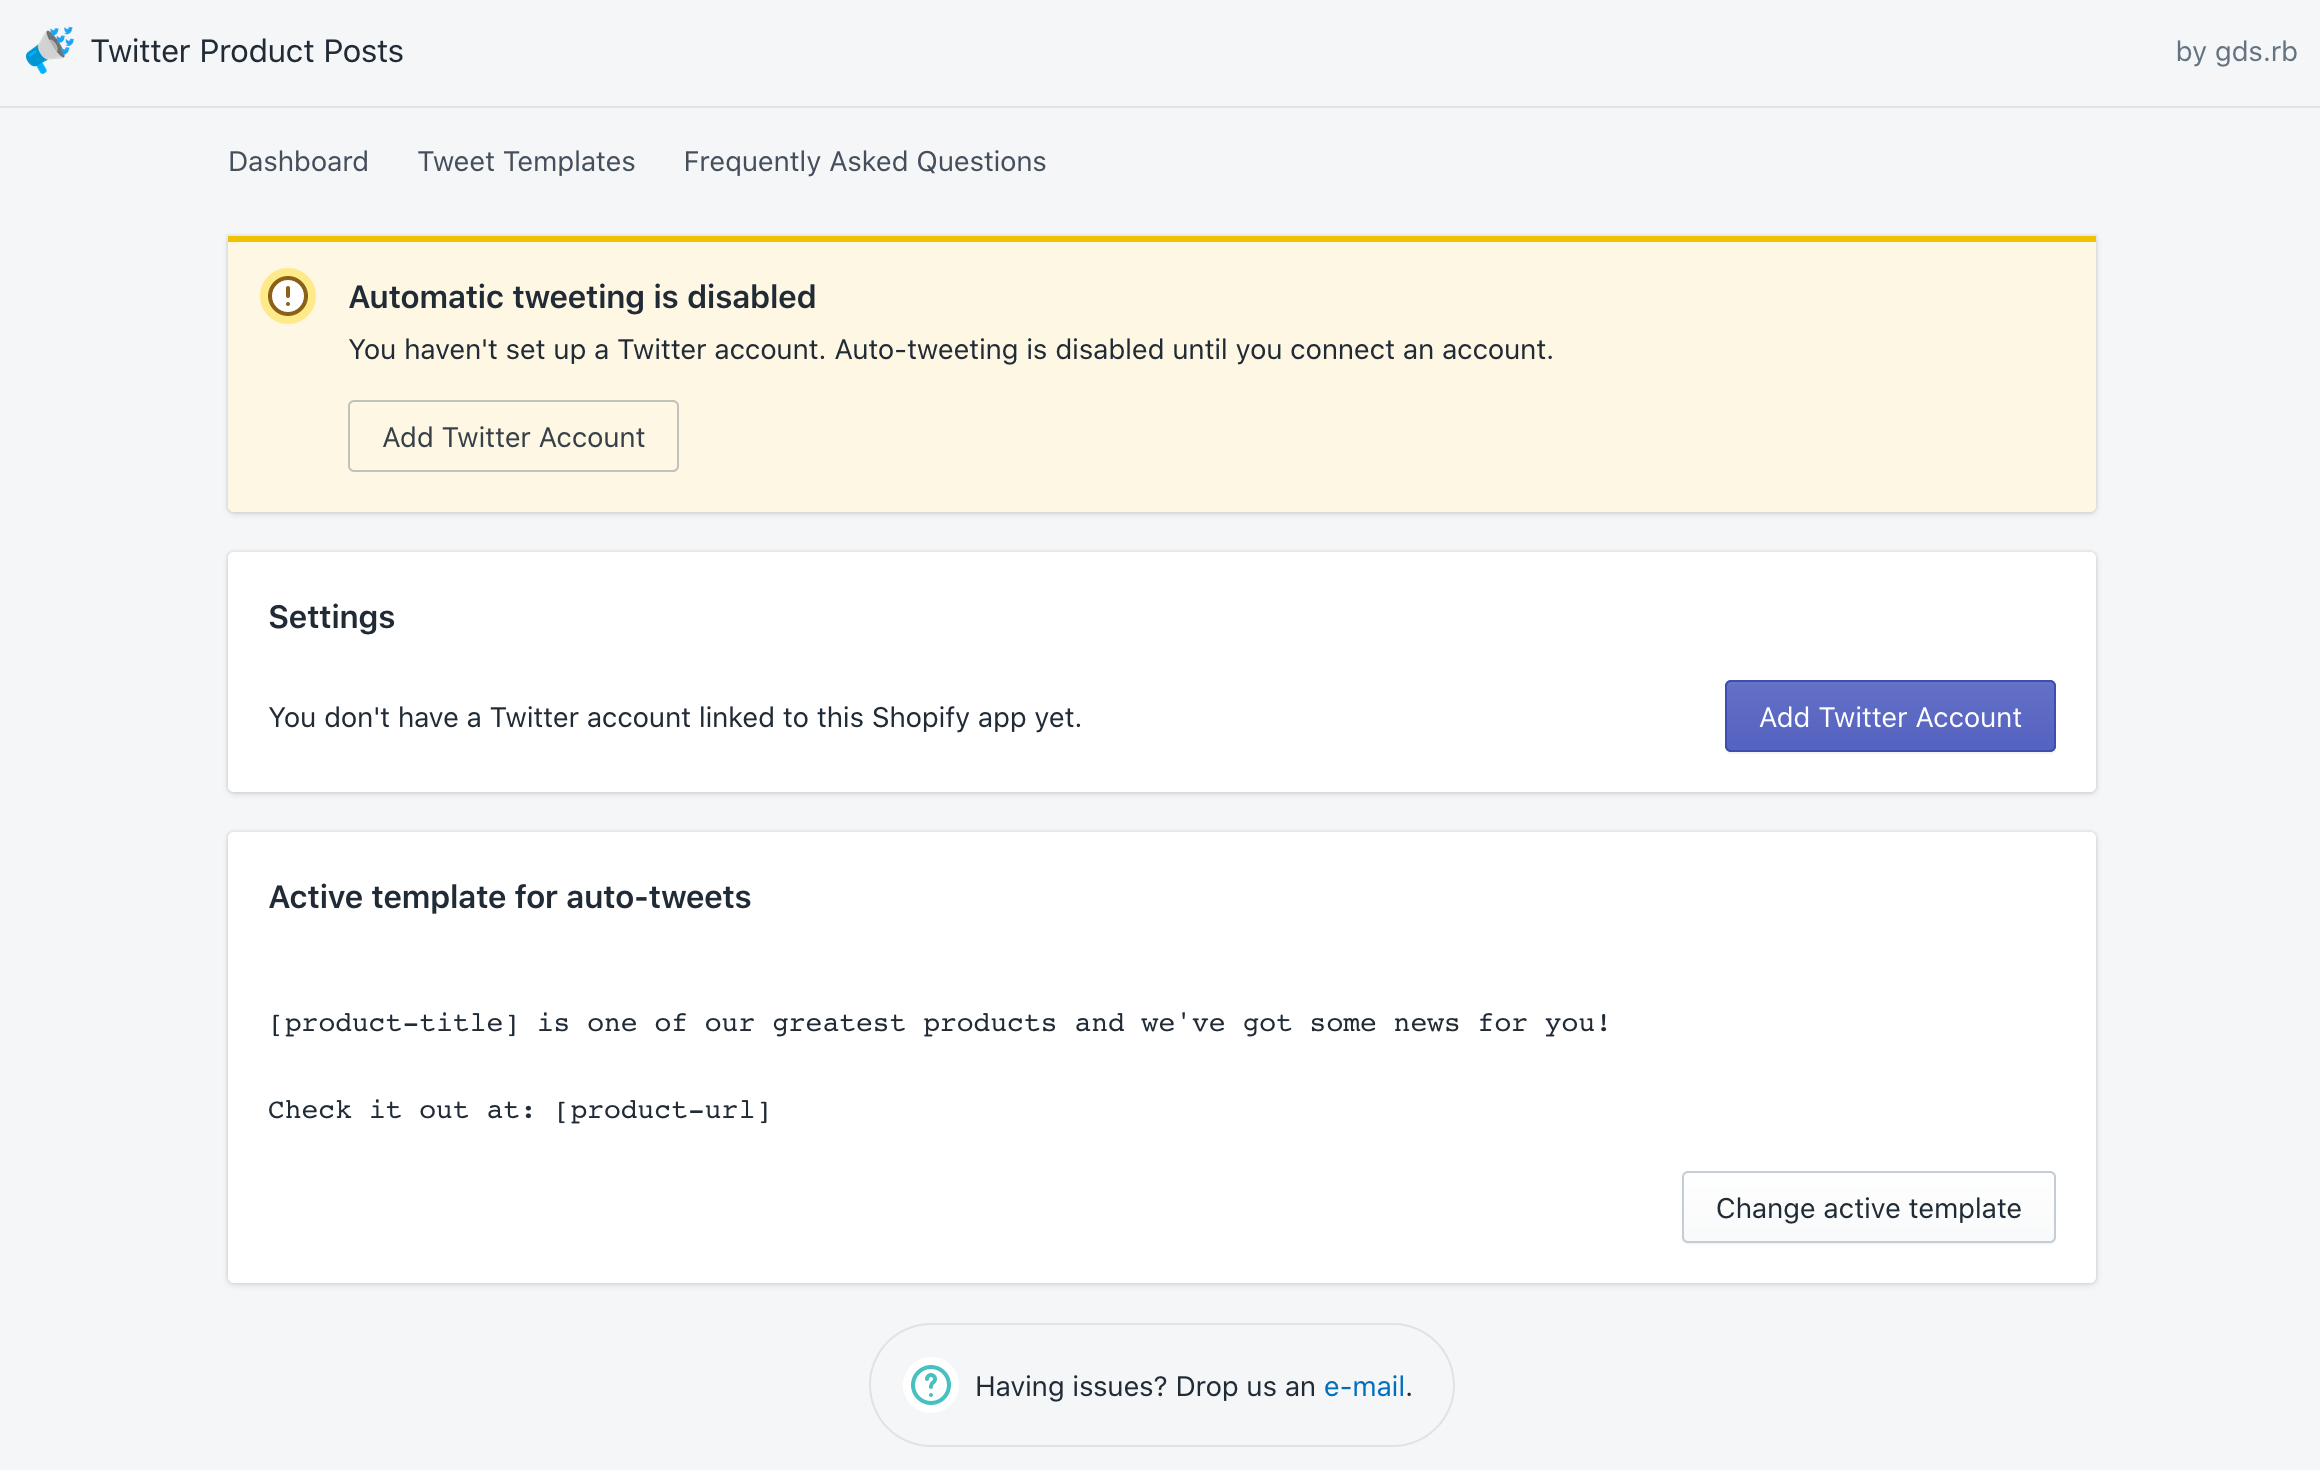 Twitter Product Posts
by gds.rb
Dashboard Tweet Templates Frequently Asked Questions
Automatic tweeting is disabled
You haven't set up a Twitter account. Auto-tweeting is disabled until you connect an account.
Add Twitter Account
Settings
You don't have a Twitter account linked to this Shopify app yet.
Add Twitter Account
Active template for auto-tweets
[product-title] is one of our greatest products and we've got some news for you!
Check it out at: [product-url]
Change active template
Having issues? Drop us an e-mail.